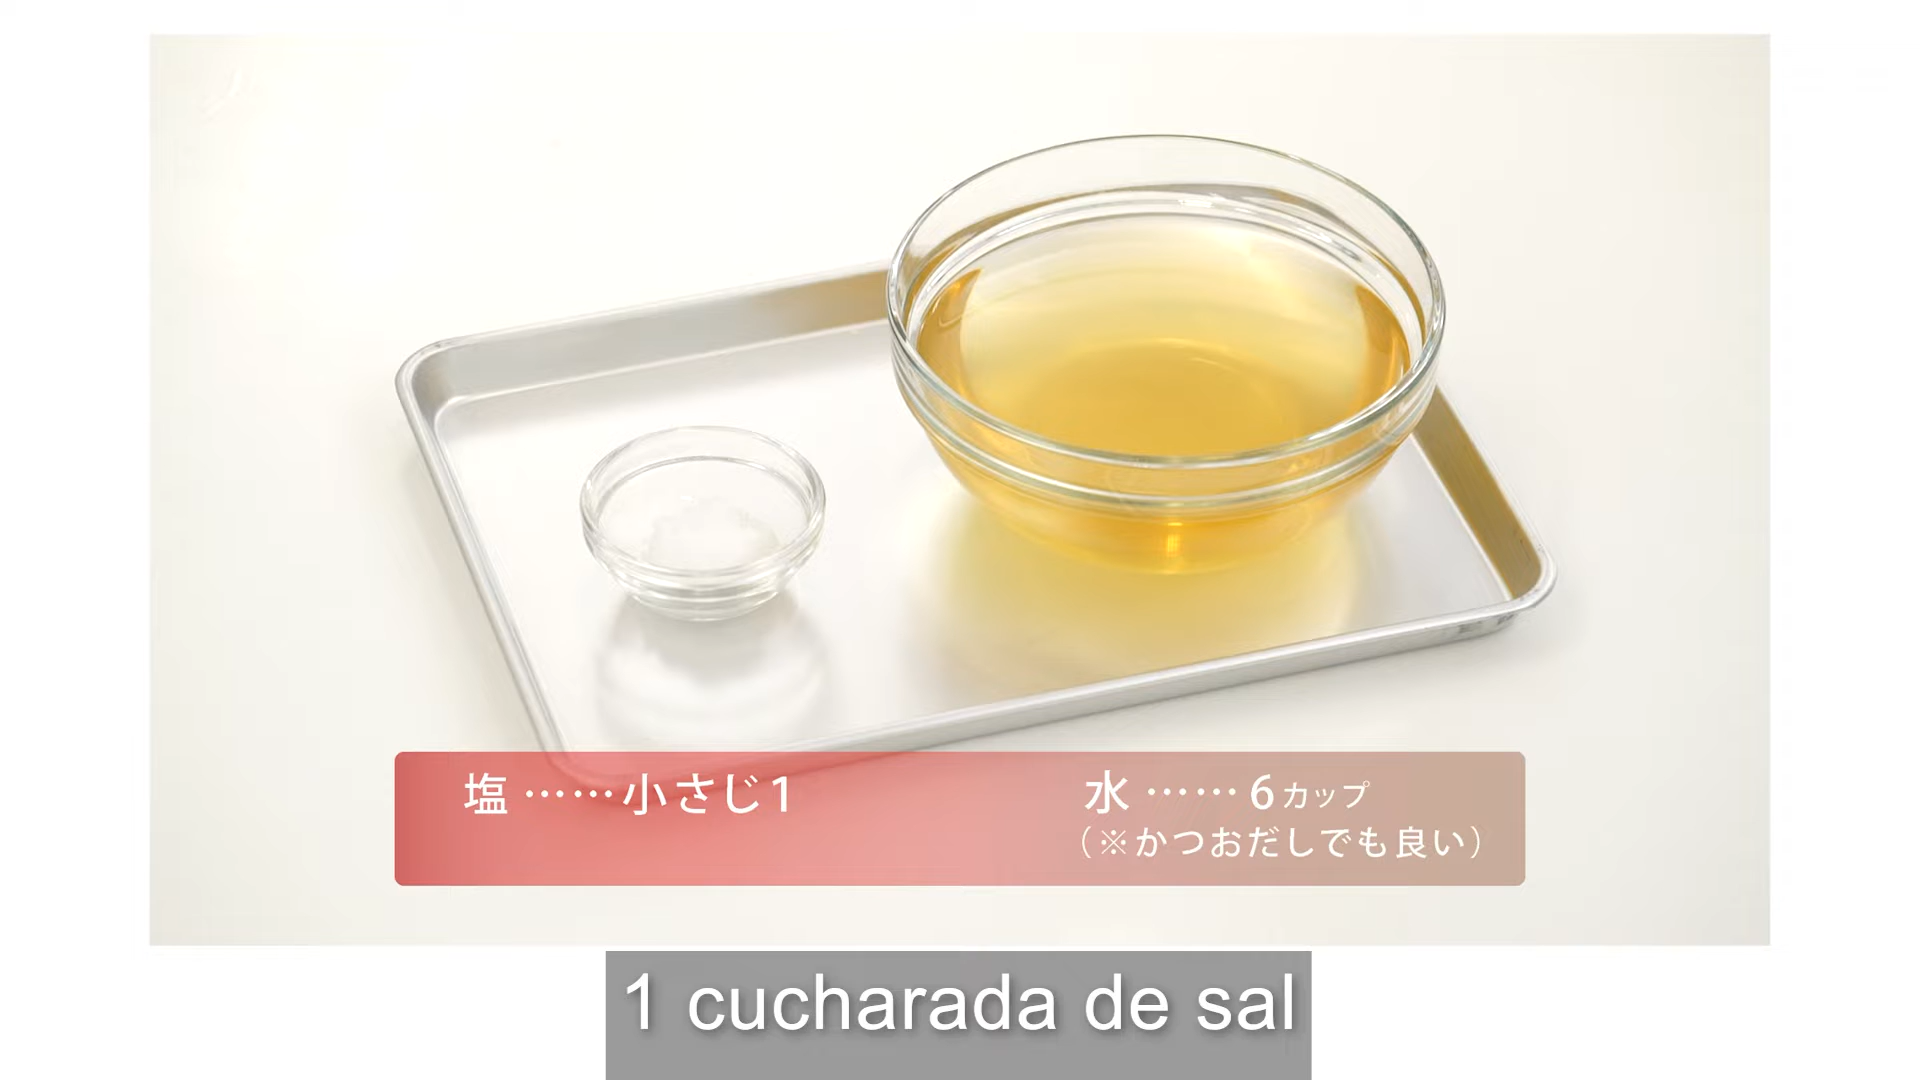 塩……小さじ1
水……6カップ
（※かつおだしでも良い）
1 cucharada de sal